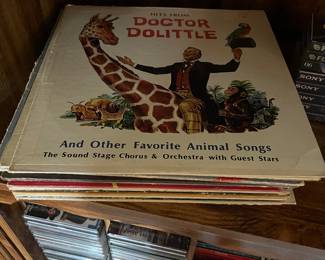 HITS FROM
DOCTOR
DOLITTLE
And Other Favorite Animal Songs
The Sound Stage Chorus & Orchestra with Guest Stars
SONY
SONY